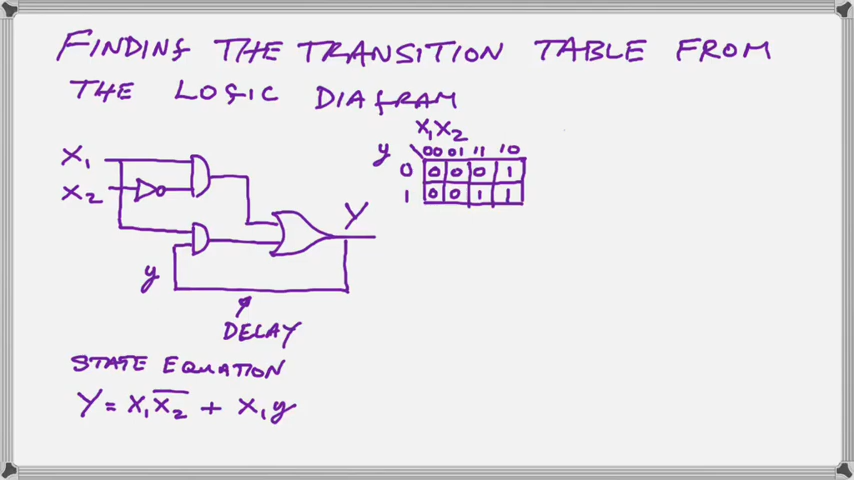 FINDING THE TRANSITION TABLE FROM
THE LOGIC DIAGRAM
X₁X₂
y 00 01 11 10
0 0 0 0 1
1 0 0 1 1
X₁
X₂
Y
y
DELAY
STATE EQUATION
Y = X₁X̅₂̅ + X₁y